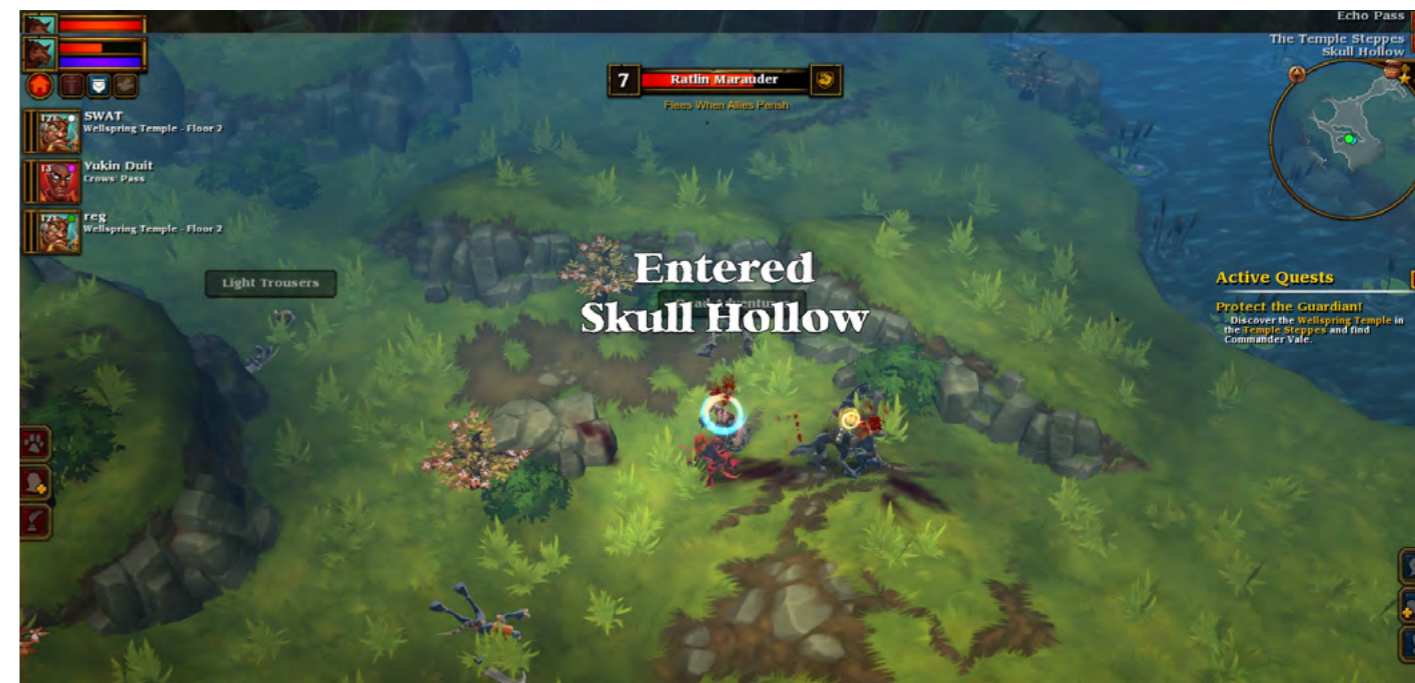 Echo Pass
The Temple Steppes
Skull Hollow
7 Ratlin Marauder
Flees When Allies Perish
SWAT
Wellspring Temple - Floor 2
13 Yukin Duit
Crows' Pass
reg
Wellspring Temple - Floor 2
Light Trousers
Entered
Skull Hollow
Active Quests
Protect the Guardian!
Discover the Wellspring Temple in
the Temple Steppes and find
Commander Vale.